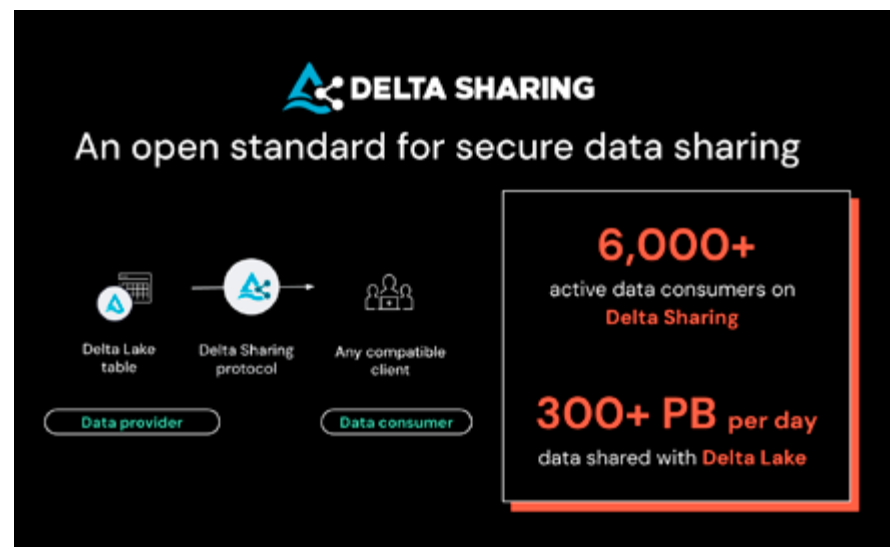 DELTA SHARING
An open standard for secure data sharing
Delta Lake
table
Delta Sharing
protocol
Any compatible
client
Data provider
Data consumer
6,000+
active data consumers on
Delta Sharing
300+ PB per day
data shared with Delta Lake